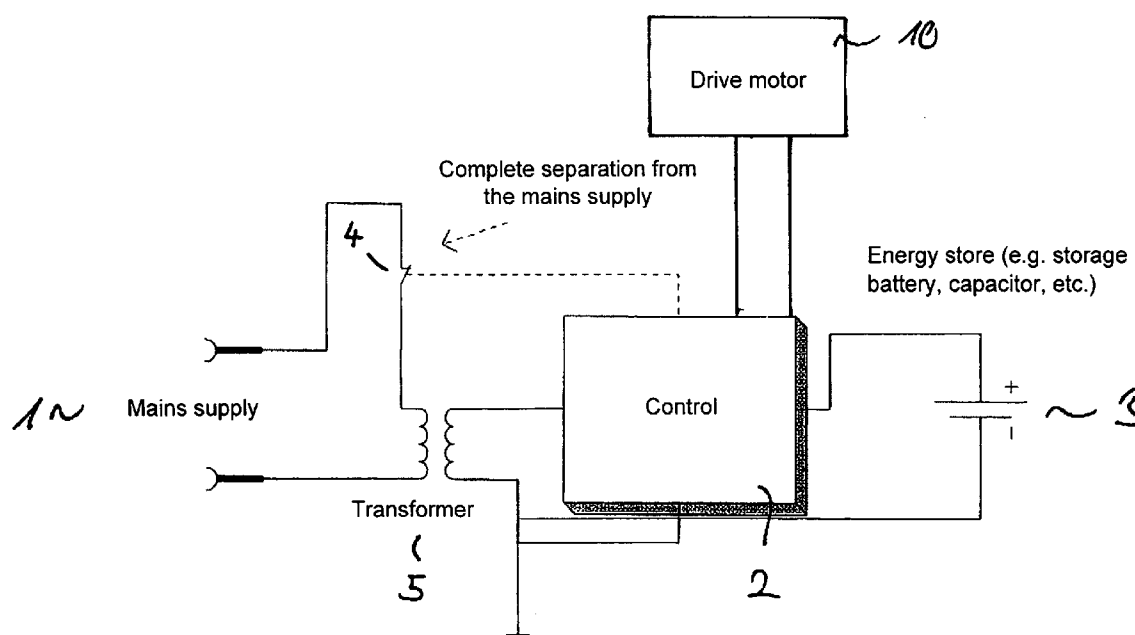 10
Drive motor
Complete separation from
the mains supply
4
Energy store (e.g. storage
battery, capacitor, etc.)
1~ Mains supply
Control
+
-
~ 3
Transformer
5
2